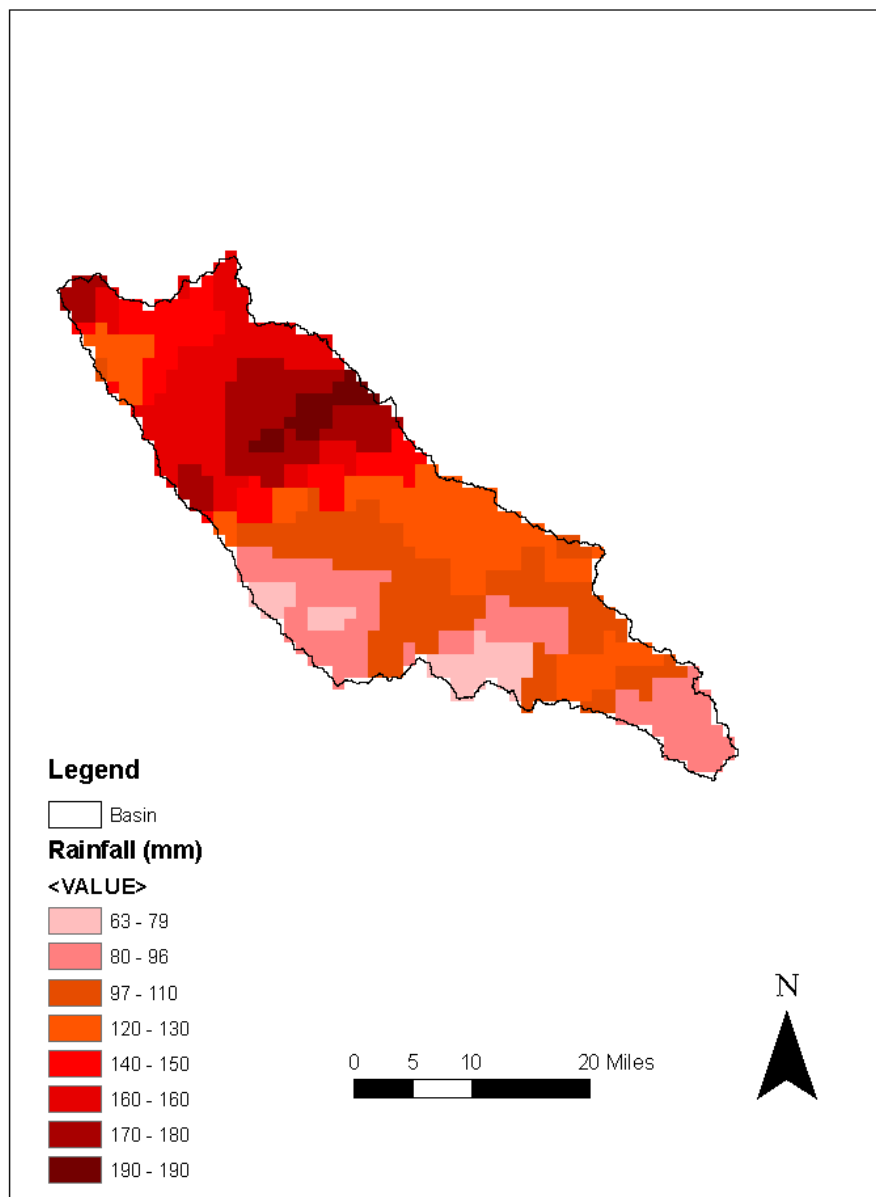 Legend
Basin
Rainfall (mm)
<VALUE>
63 - 79
80 - 96
97 - 110
120 - 130
140 - 150
160 - 160
170 - 180
190 - 190
0 5 10 20 Miles
N